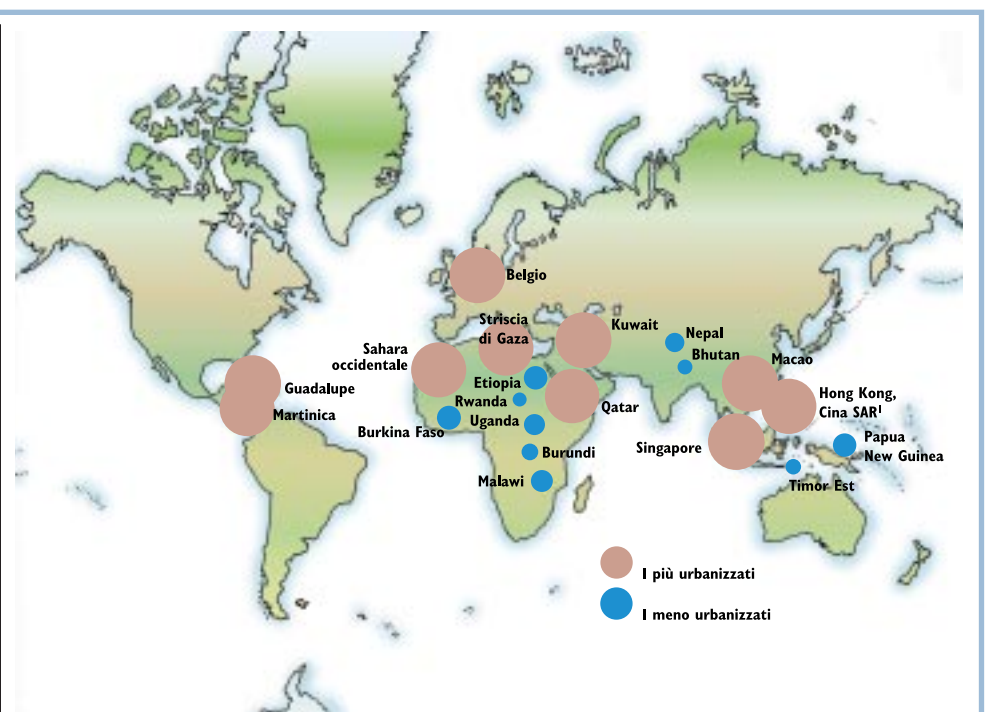 Belgio
Striscia
di Gaza
Kuwait
Nepal
Bhutan
Macao
Sahara
occidentale
Etiopia
Guadalupe
Rwanda
Qatar
Hong Kong,
Cina SAR¹
Martinica
Uganda
Burkina Faso
Singapore
Papua
New Guinea
Burundi
Malawi
Timor Est
I più urbanizzati
I meno urbanizzati